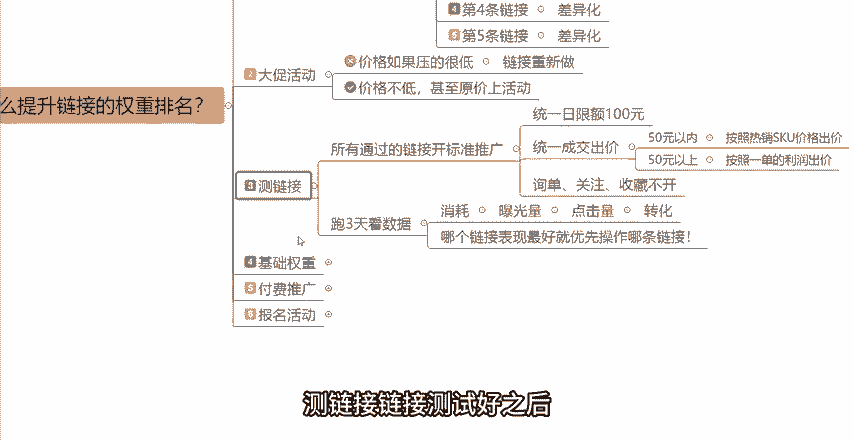 第4条链接 差异化
第5条链接 差异化
么提升链接的权重排名？
2 大促活动
价格如果压的很低 链接重新做
价格不低，甚至原价上活动
3 测链接
所有通过的链接开标准推广
统一日限额100元
统一成交出价
50元以内 按照热销SKU价格出价
50元以上 按照一单的利润出价
询单、关注、收藏不开
跑3天看数据
消耗 曝光量 点击量 转化
哪个链接表现最好就优先操作哪条链接！
4 基础权重
5 付费推广
6 报名活动
测链接链接测试好之后